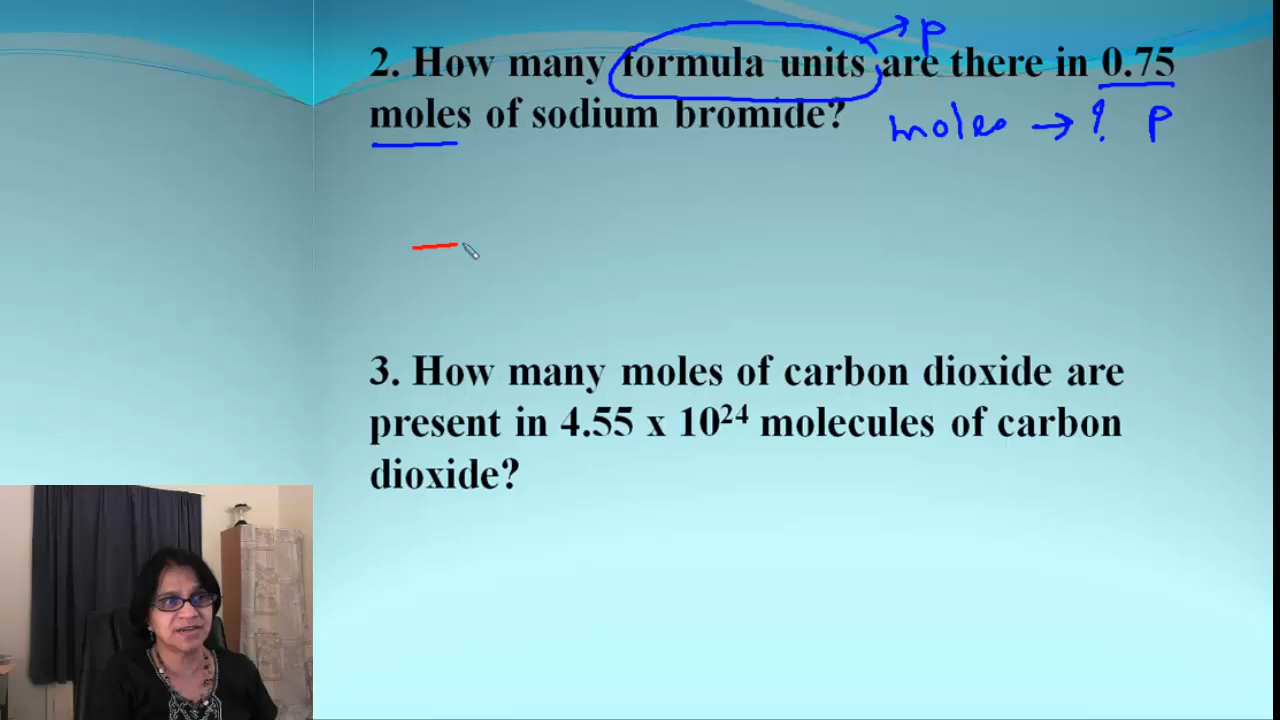 p
2. How many formula units are there in 0.75
moles of sodium bromide?
moles → ? p
3. How many moles of carbon dioxide are
present in 4.55 x 10²⁴ molecules of carbon
dioxide?